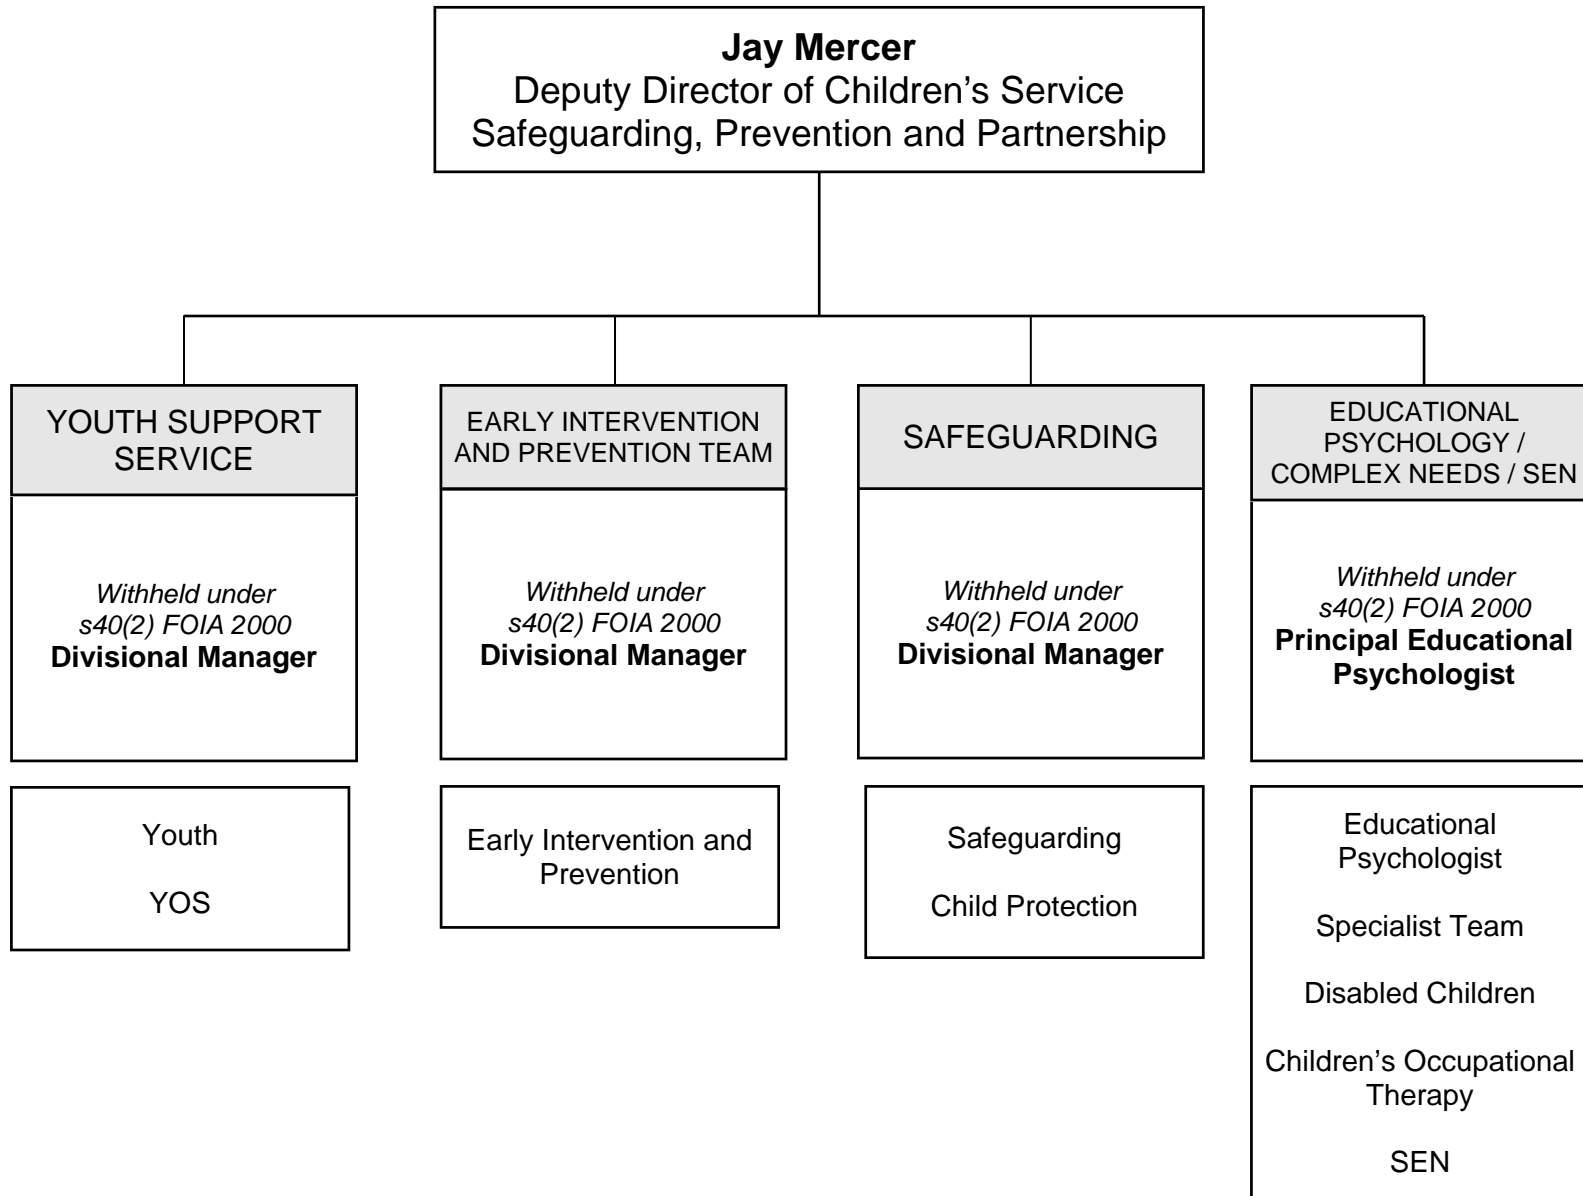 Jay Mercer
Deputy Director of Children’s Service
Safeguarding, Prevention and Partnership
YOUTH SUPPORT
SERVICE
Withheld under
s40(2) FOIA 2000
Divisional Manager
Youth
YOS
EARLY INTERVENTION
AND PREVENTION TEAM
Withheld under
s40(2) FOIA 2000
Divisional Manager
Early Intervention and
Prevention
SAFEGUARDING
Withheld under
s40(2) FOIA 2000
Divisional Manager
Safeguarding
Child Protection
EDUCATIONAL
PSYCHOLOGY /
COMPLEX NEEDS / SEN
Withheld under
s40(2) FOIA 2000
Principal Educational
Psychologist
Educational
Psychologist
Specialist Team
Disabled Children
Children’s Occupational
Therapy
SEN